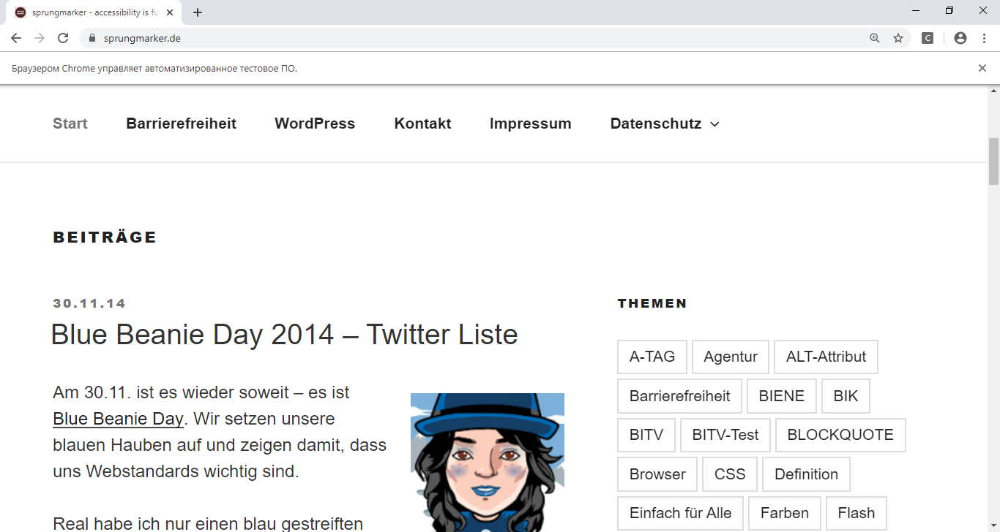 sprungmarker - accessibility is fu
sprungmarker.de
C
Браузером Chrome управляет автоматизированное тестовое ПО.
Start Barrierefreiheit WordPress Kontakt Impressum Datenschutz
BEITRÄGE
30.11.14
Blue Beanie Day 2014 – Twitter Liste
Am 30.11. ist es wieder soweit – es ist
Blue Beanie Day. Wir setzen unsere
blauen Hauben auf und zeigen damit, dass
uns Webstandards wichtig sind.
Real habe ich nur einen blau gestreiften
THEMEN
A-TAG Agentur ALT-Attribut
Barrierefreiheit BIENE BIK
BITV BITV-Test BLOCKQUOTE
Browser CSS Definition
Einfach für Alle Farben Flash